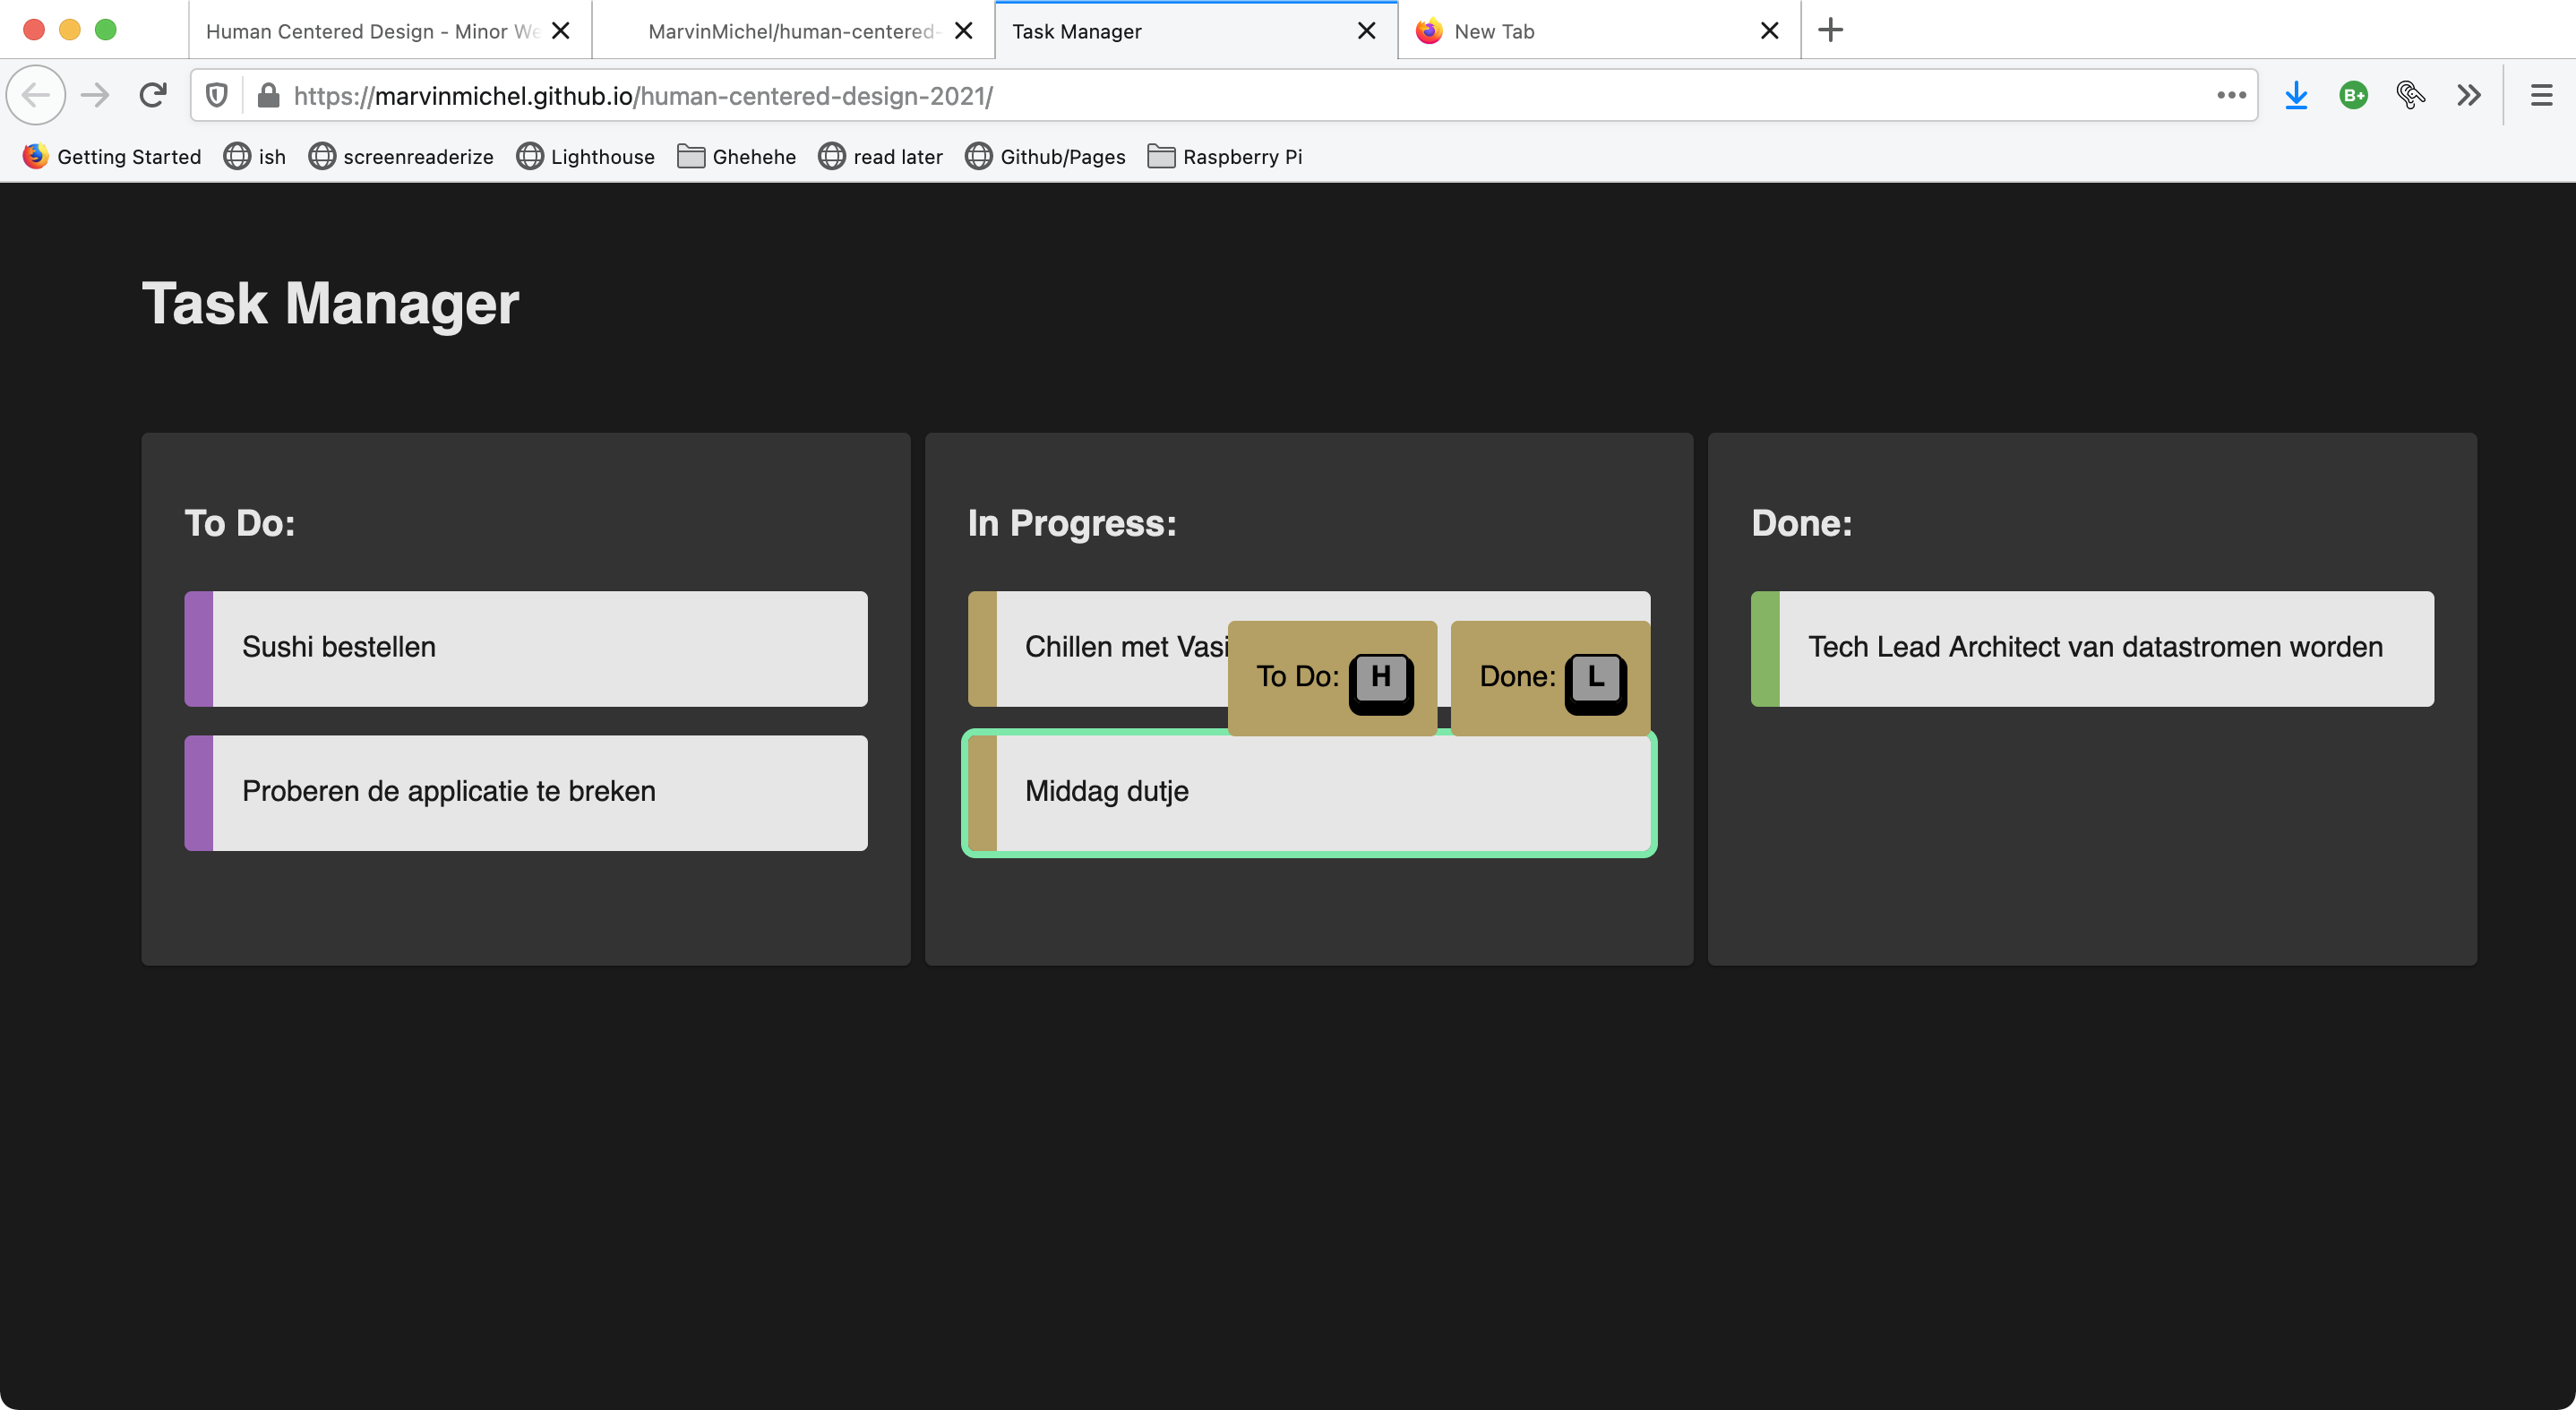 Human Centered Design - Minor We
MarvinMichel/human-centered-
Task Manager
New Tab
https://marvinmichel.github.io/human-centered-design-2021/
B+
Getting Started
ish
screenreaderize
Lighthouse
Ghehehe
read later
Github/Pages
Raspberry Pi
Task Manager
To Do:
Sushi bestellen
Proberen de applicatie te breken
In Progress:
Chillen met Vasi
To Do: H
Done: L
Middag dutje
Done:
Tech Lead Architect van datastromen worden